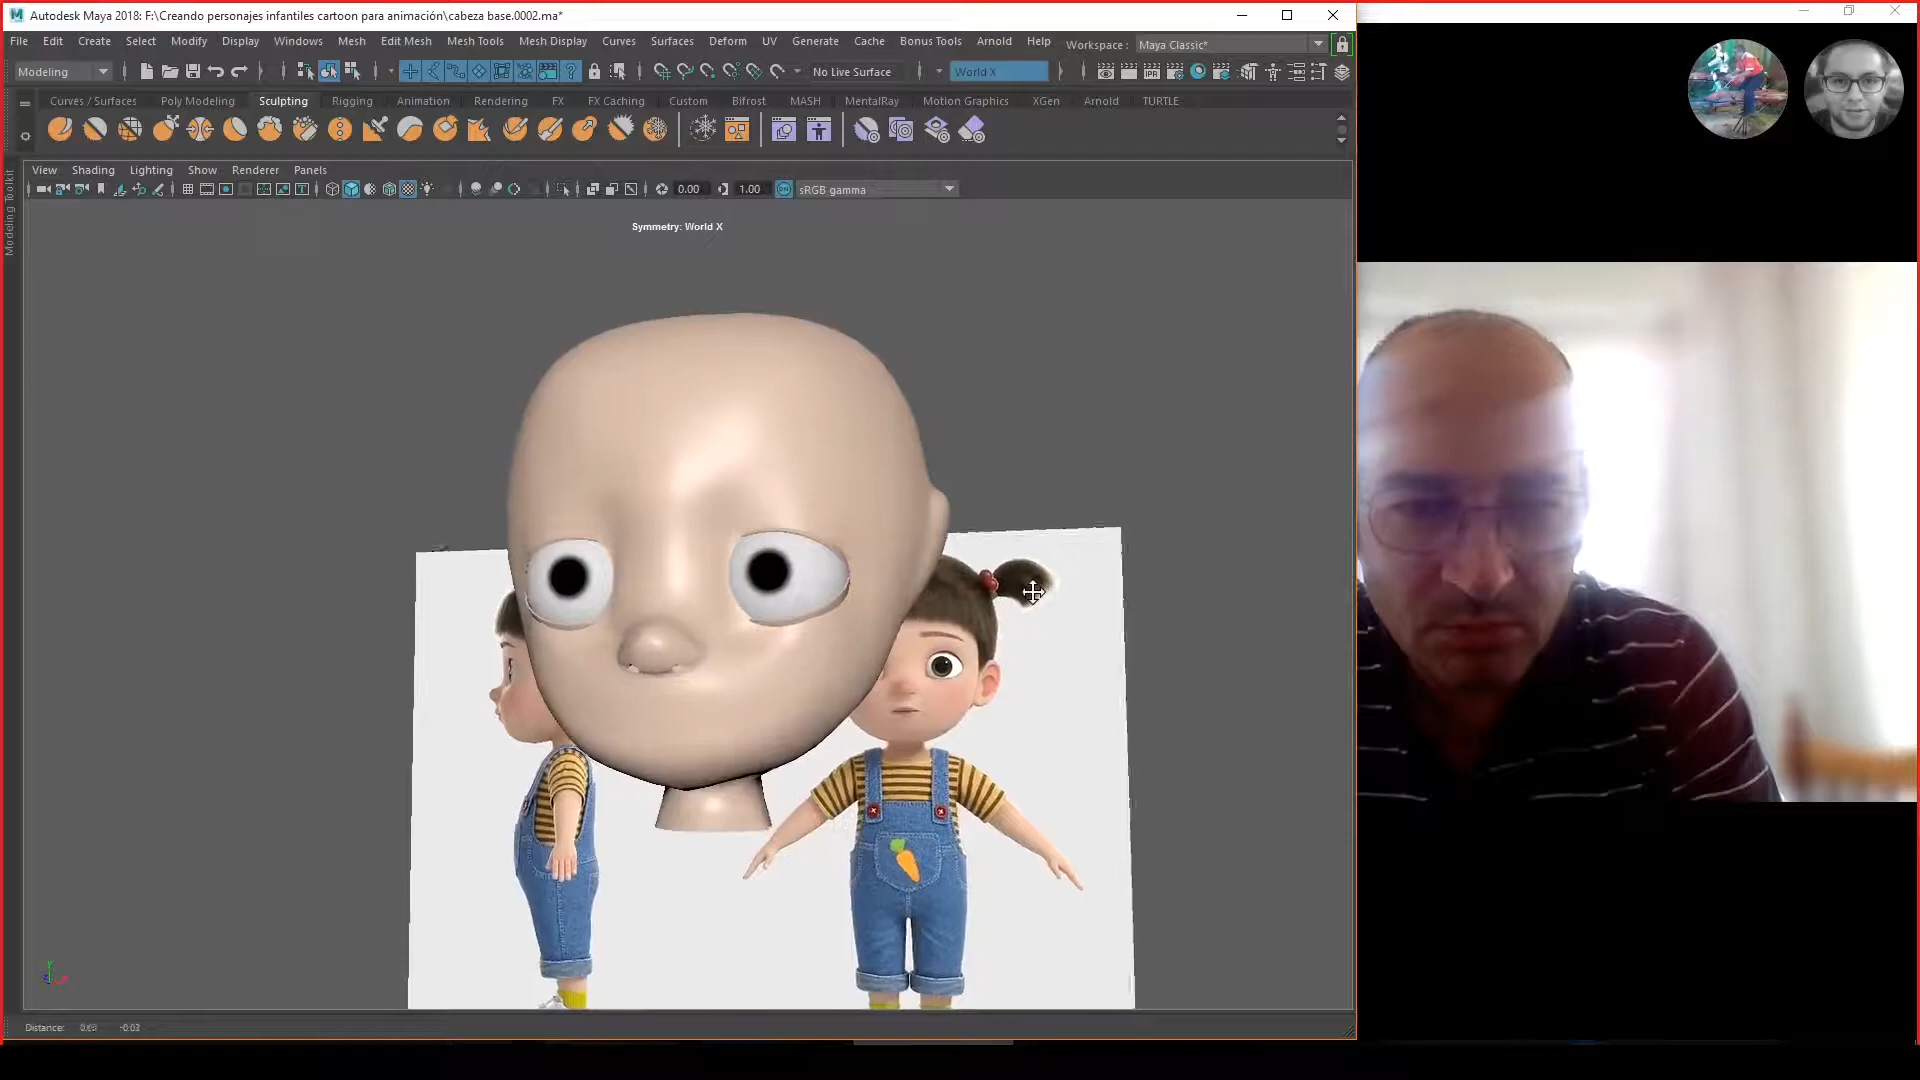 Autodesk Maya 2018: F:\Creando personajes infantiles cartoon para animación\cabeza base.0002.ma*
File Edit Create Select Modify Display Windows Mesh Edit Mesh Mesh Tools Mesh Display Curves Surfaces Deform UV Generate Cache Bonus Tools Arnold Help Workspace : Maya Classic*
Modeling No Live Surface World X
Curves / Surfaces Poly Modeling Sculpting Rigging Animation Rendering FX FX Caching Custom Bifrost MASH MentalRay Motion Graphics XGen Arnold TURTLE
View Shading Lighting Show Renderer Panels
0.00 1.00 sRGB gamma
Modeling Toolkit
Symmetry: World X
Distance: -0.03